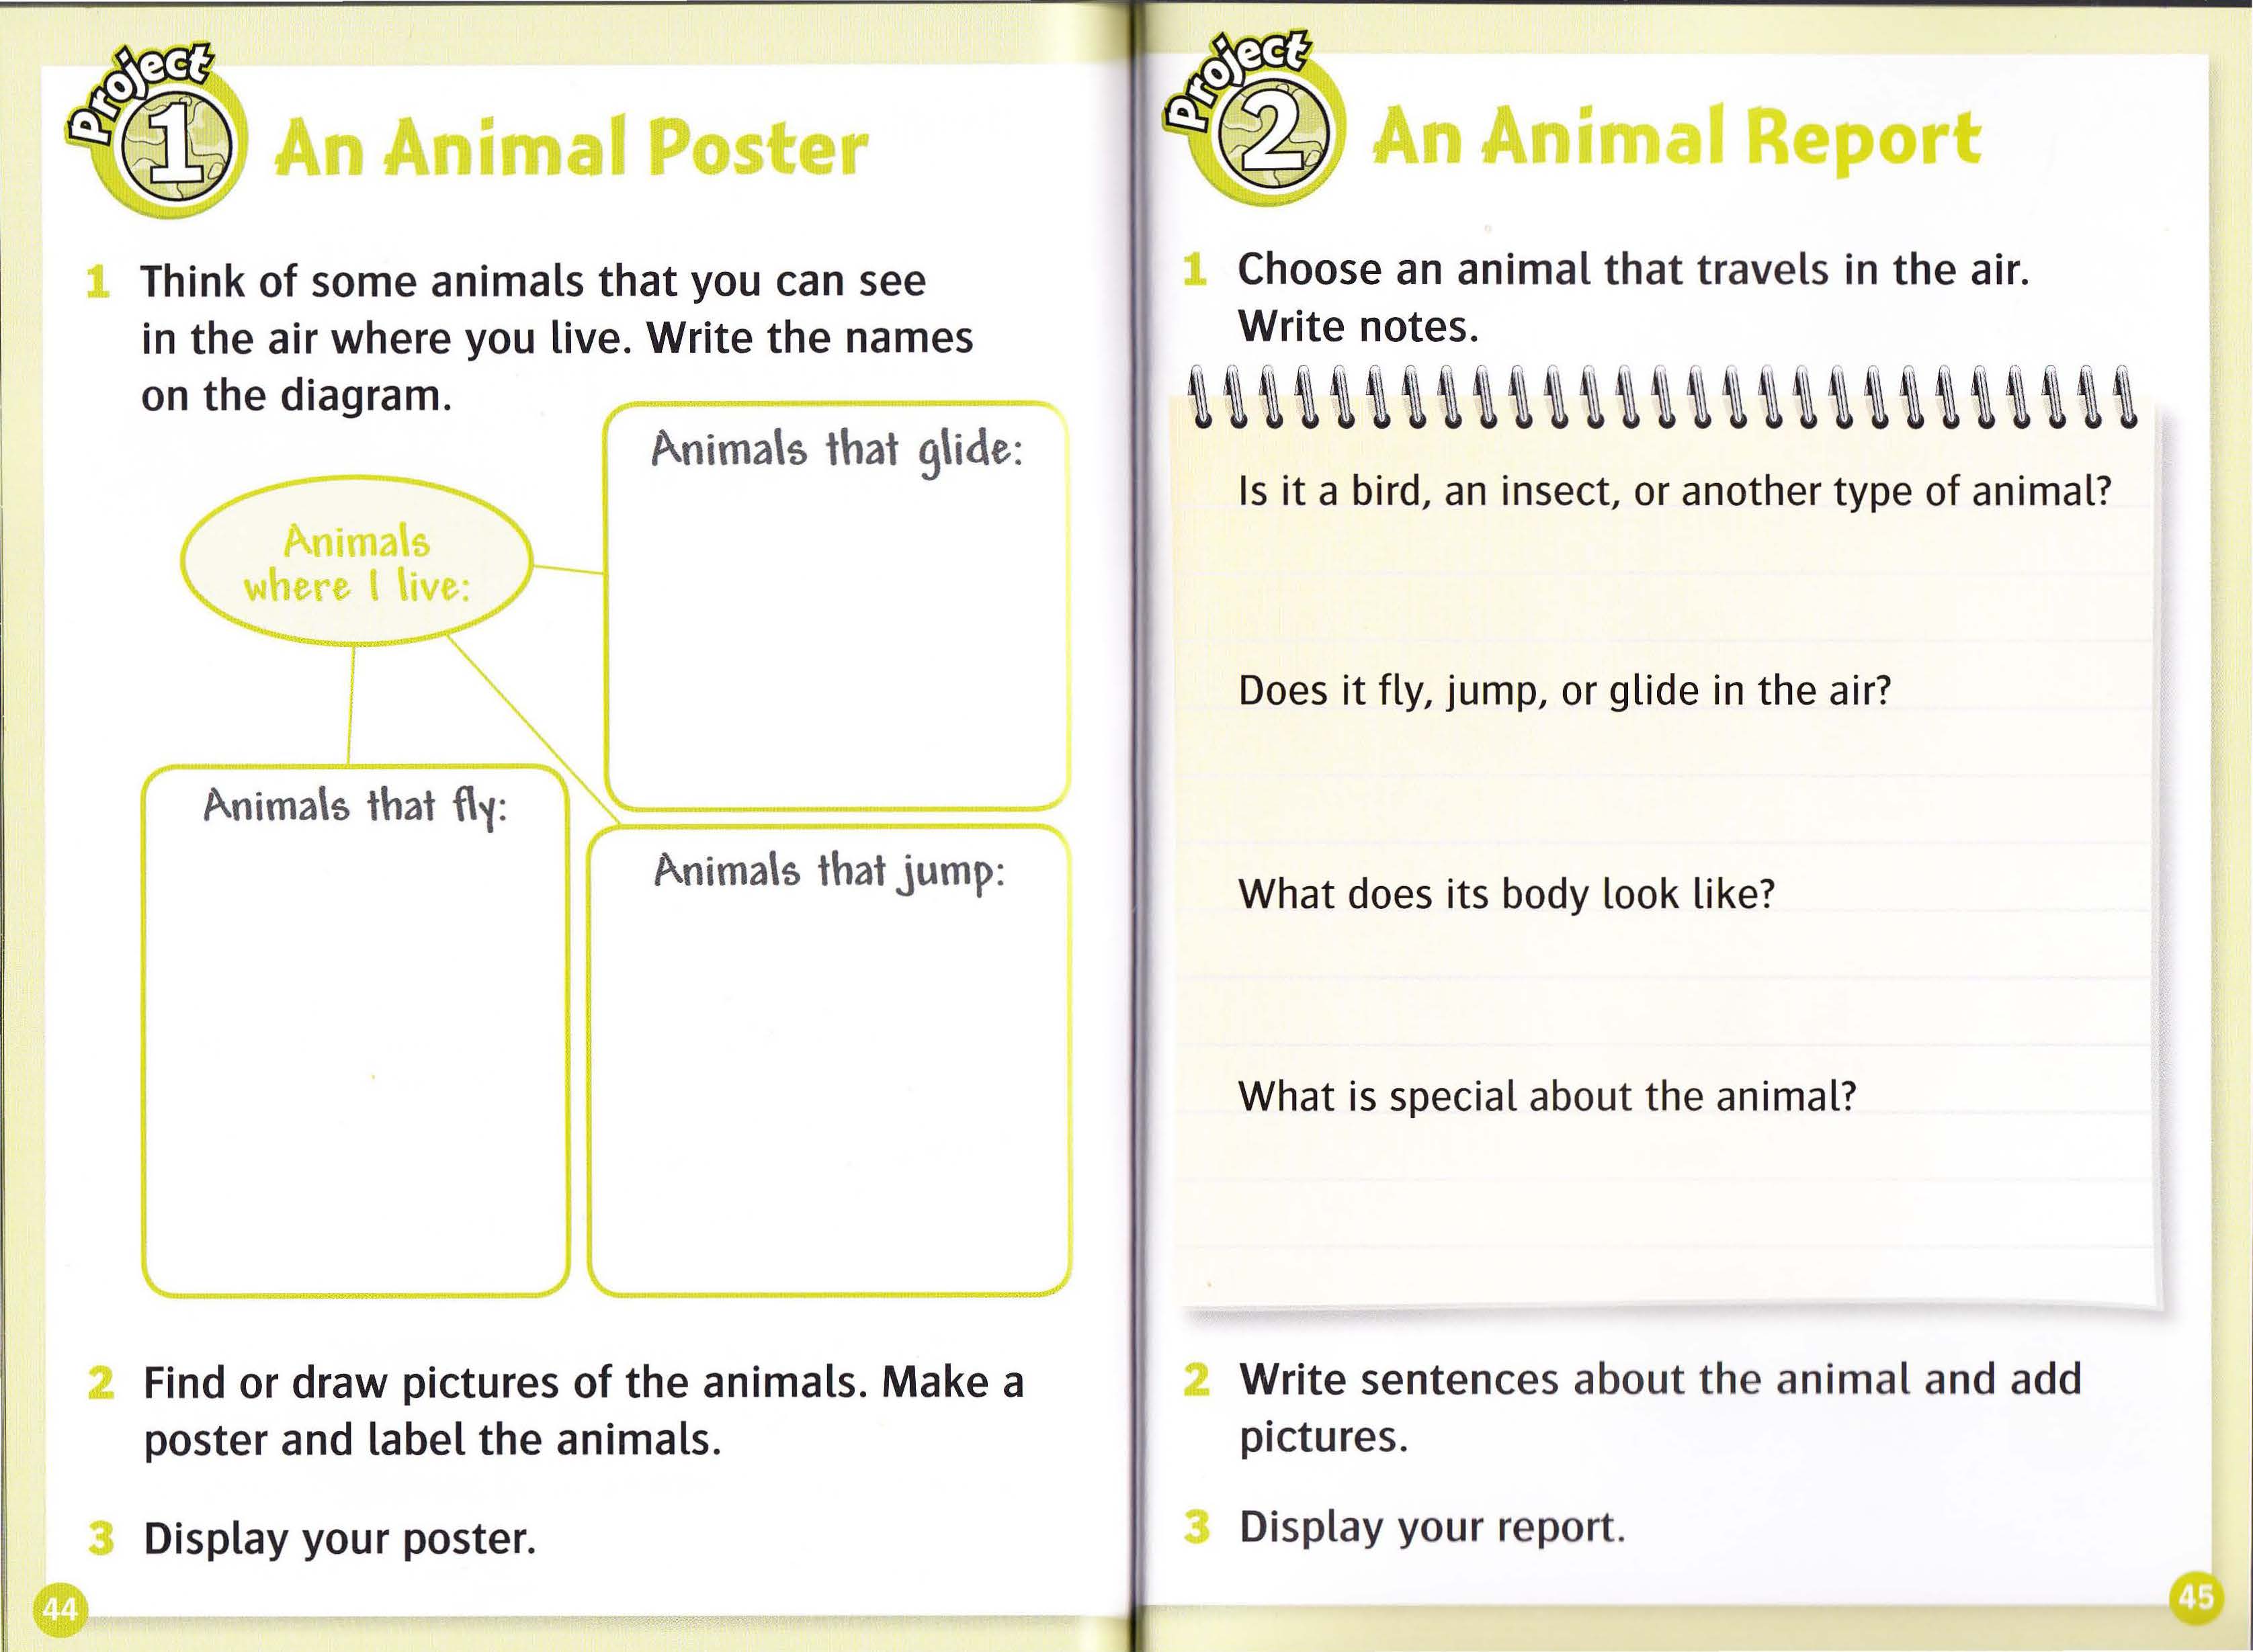 Project
1
An Animal Poster
1 Think of some animals that you can see
in the air where you live. Write the names
on the diagram.
Animals that glide:
Animals
where I live:
Animals that fly:
Animals that jump:
2 Find or draw pictures of the animals. Make a
poster and label the animals.
3 Display your poster.
44
Project
2
An Animal Report
1 Choose an animal that travels in the air.
Write notes.
Is it a bird, an insect, or another type of animal?
Does it fly, jump, or glide in the air?
What does its body look like?
What is special about the animal?
2 Write sentences about the animal and add
pictures.
3 Display your report.
45